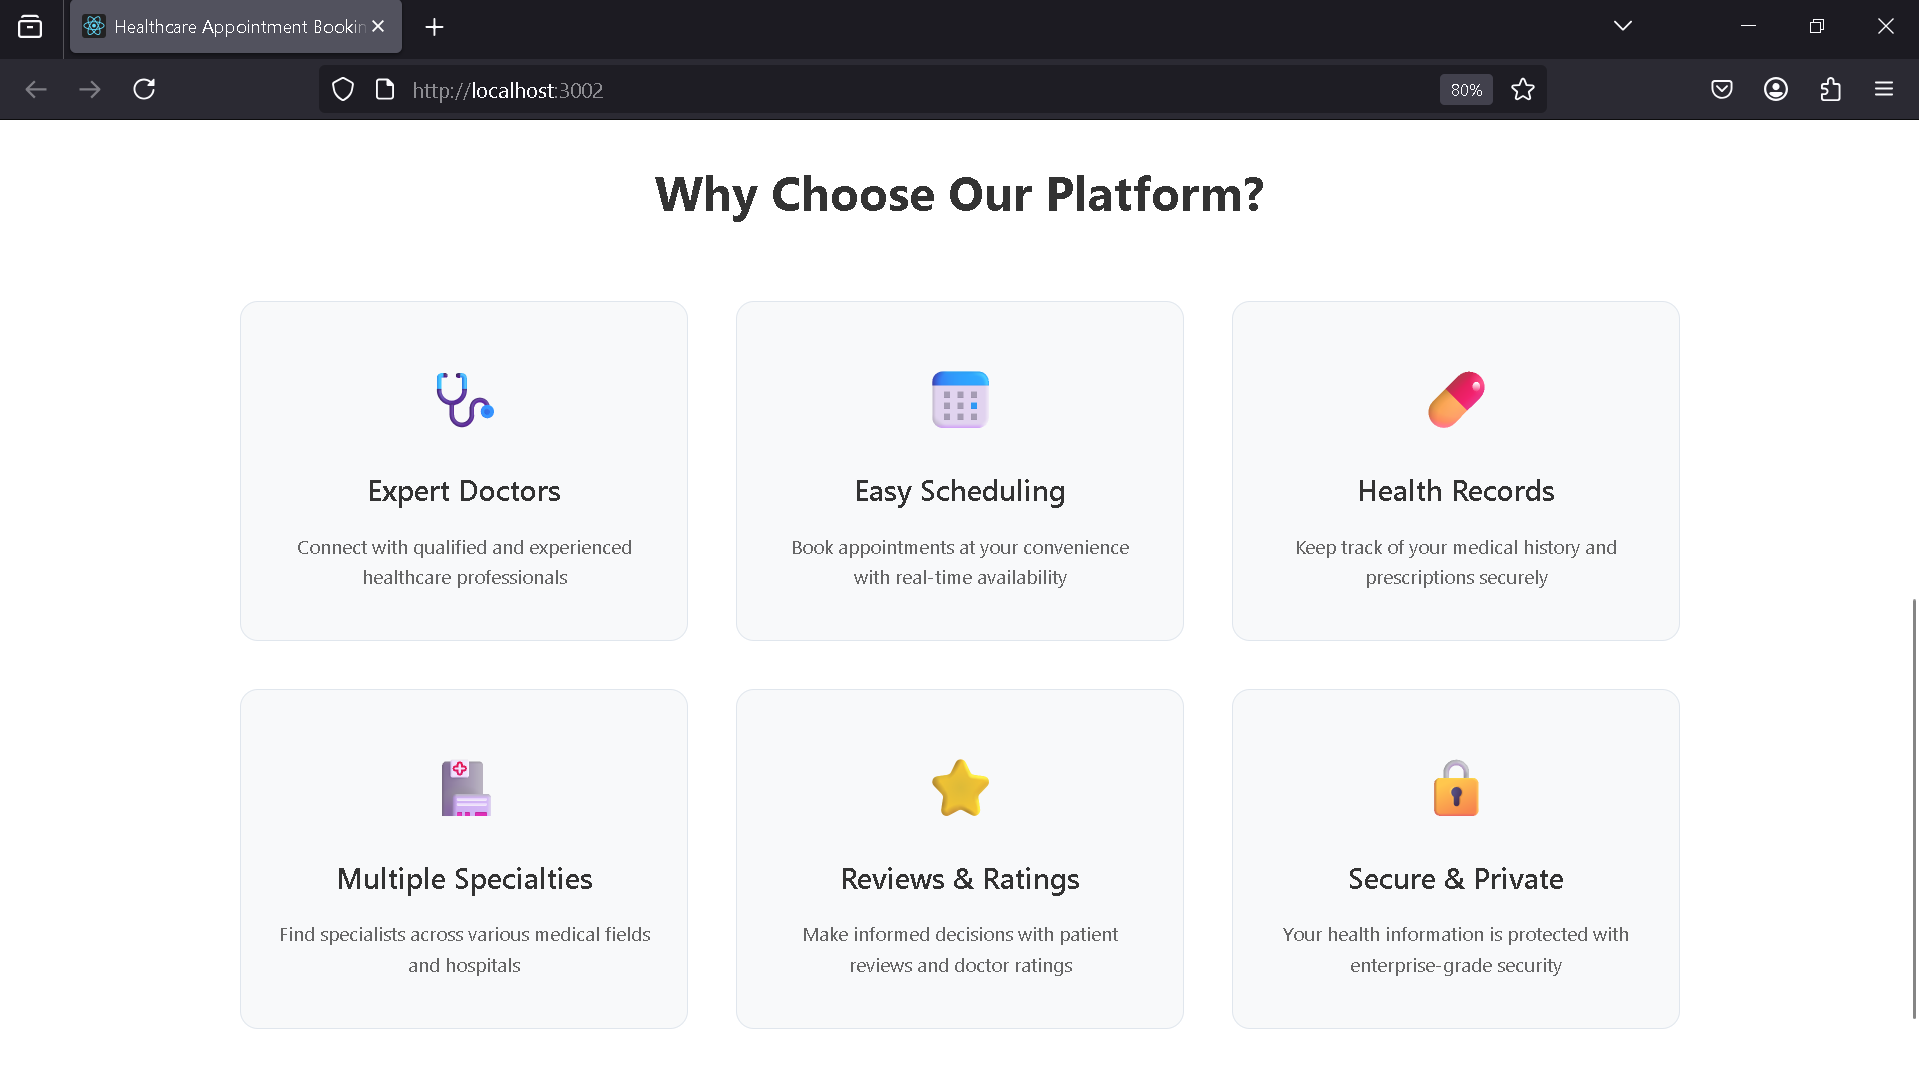 Healthcare Appointment Bookin
http://localhost:3002
80%
Why Choose Our Platform?
Expert Doctors
Connect with qualified and experienced
healthcare professionals
Easy Scheduling
Book appointments at your convenience
with real-time availability
Health Records
Keep track of your medical history and
prescriptions securely
Multiple Specialties
Find specialists across various medical fields
and hospitals
Reviews & Ratings
Make informed decisions with patient
reviews and doctor ratings
Secure & Private
Your health information is protected with
enterprise-grade security